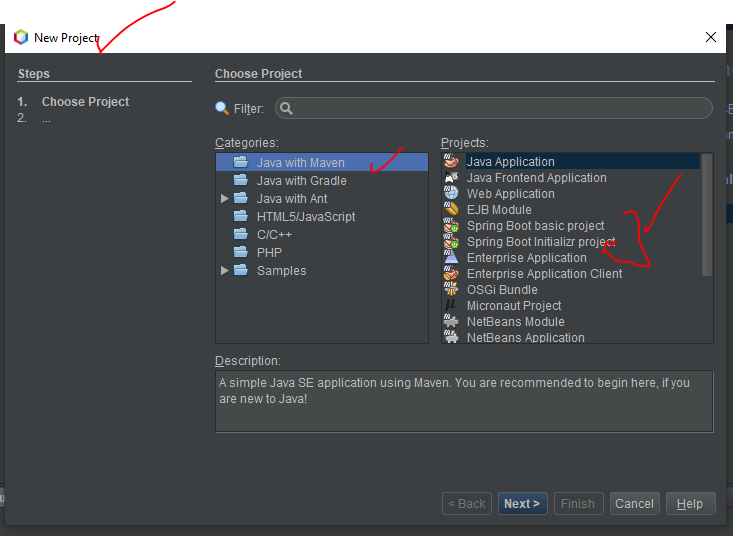 New Project
Steps
1. Choose Project
2. ...
Choose Project
Filter:
Categories:
Java with Maven
Java with Gradle
Java with Ant
HTML5/JavaScript
C/C++
PHP
Samples
Projects:
Java Application
Java Frontend Application
Web Application
EJB Module
Spring Boot basic project
Spring Boot Initializr project
Enterprise Application
Enterprise Application Client
OSGi Bundle
Micronaut Project
NetBeans Module
NetBeans Application
Description:
A simple Java SE application using Maven. You are recommended to begin here, if you
are new to Java!
< Back
Next >
Finish
Cancel
Help